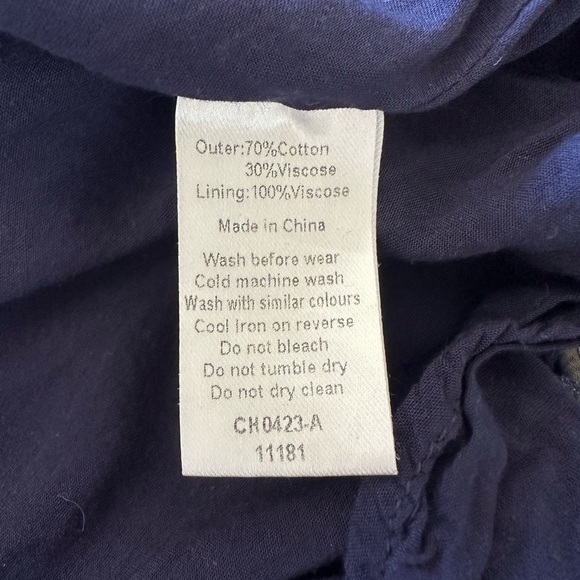 Outer:70%Cotton
30%Viscose
Lining:100%Viscose
Made in China
Wash before wear
Cold machine wash
Wash with similar colours
Cool Iron on reverse
Do not bleach
Do not tumble dry
Do not dry clean
CH0423-A
11181